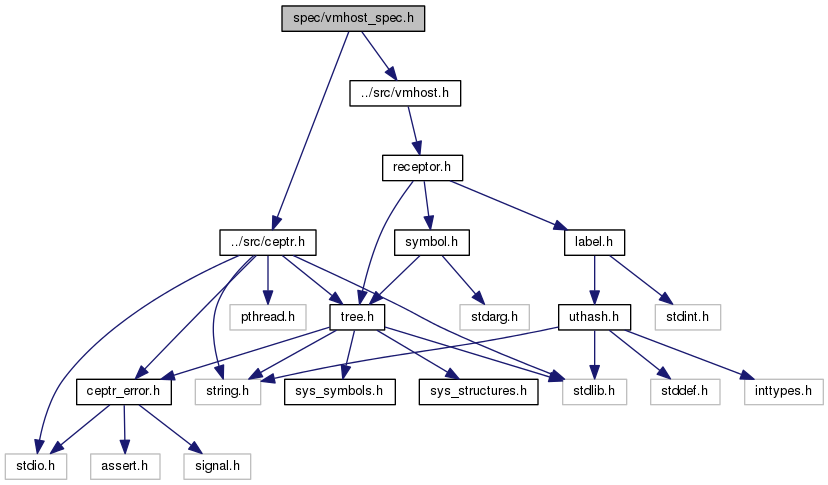 spec/vmhost_spec.h
../src/vmhost.h
receptor.h
../src/ceptr.h
symbol.h
label.h
pthread.h
tree.h
stdarg.h
uthash.h
stdint.h
ceptr_error.h
string.h
sys_symbols.h
sys_structures.h
stdlib.h
stddef.h
inttypes.h
stdio.h
assert.h
signal.h